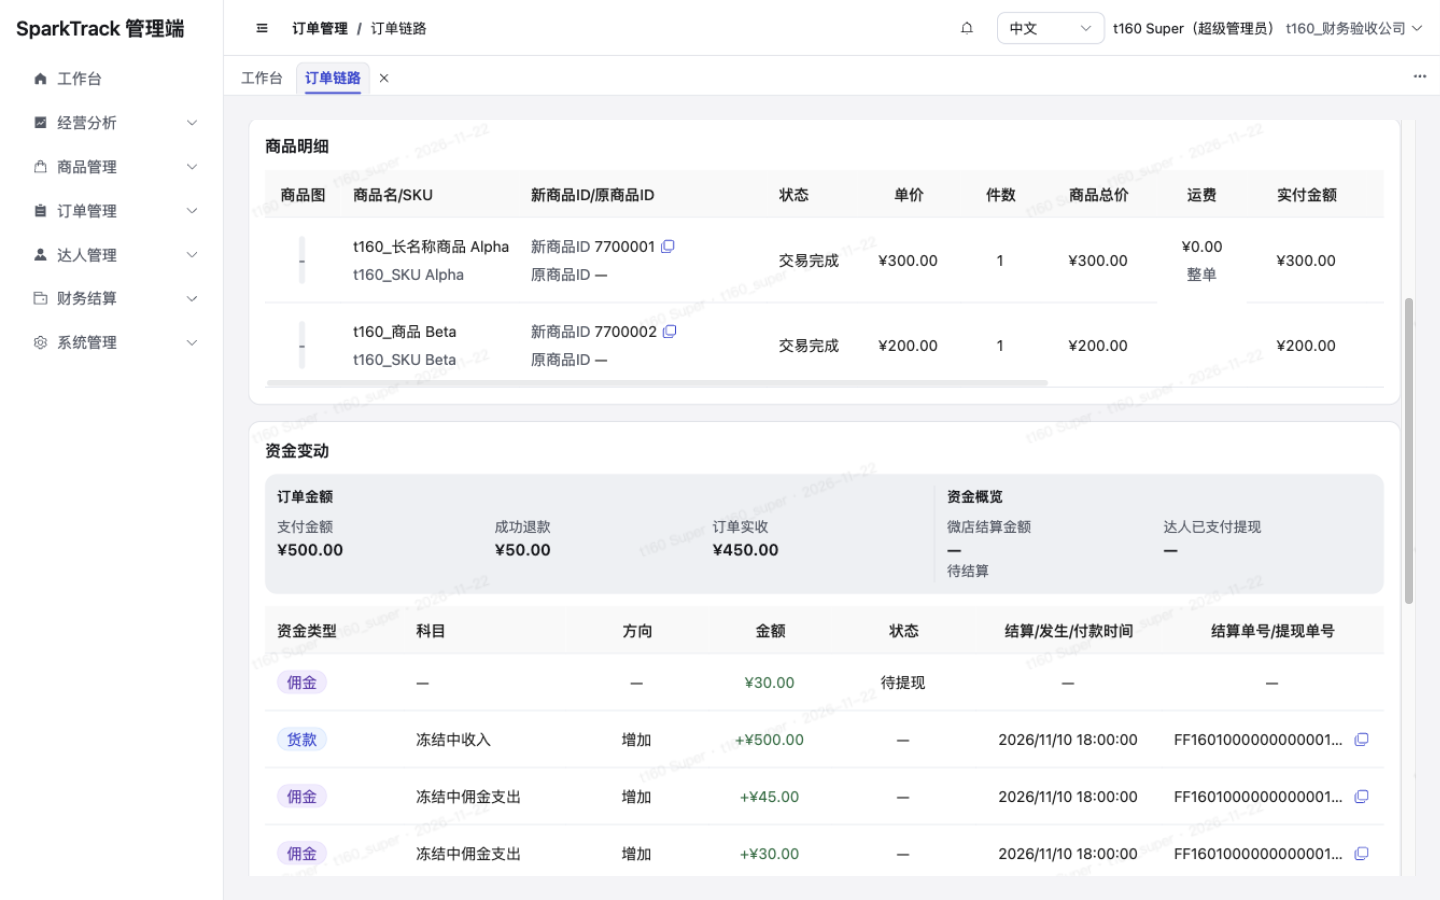 SparkTrack 管理端
订单管理 / 订单链路
中文
t160 Super（超级管理员）
t160_财务验收公司
工作台
经营分析
商品管理
订单管理
达人管理
财务结算
系统管理
工作台 订单链路
商品明细
商品图 商品名/SKU 新商品ID/原商品ID 状态 单价 件数 商品总价 运费 实付金额
- t160_长名称商品 Alpha 新商品ID 7700001 交易完成 ¥300.00 1 ¥300.00 ¥0.00 ¥300.00
t160_SKU Alpha 原商品ID — 整单
- t160_商品 Beta 新商品ID 7700002 交易完成 ¥200.00 1 ¥200.00 ¥200.00
t160_SKU Beta 原商品ID —
资金变动
订单金额
支付金额 成功退款 订单实收
¥500.00 ¥50.00 ¥450.00
资金概览
微店结算金额 达人已支付提现
— —
待结算
资金类型 科目 方向 金额 状态 结算/发生/付款时间 结算单号/提现单号
佣金 — — ¥30.00 待提现 — —
货款 冻结中收入 增加 +¥500.00 — 2026/11/10 18:00:00 FF1601000000000001...
佣金 冻结中佣金支出 增加 +¥45.00 — 2026/11/10 18:00:00 FF1601000000000001...
佣金 冻结中佣金支出 增加 +¥30.00 — 2026/11/10 18:00:00 FF1601000000000001...
t160 Super · t160_super · 2026-11-22